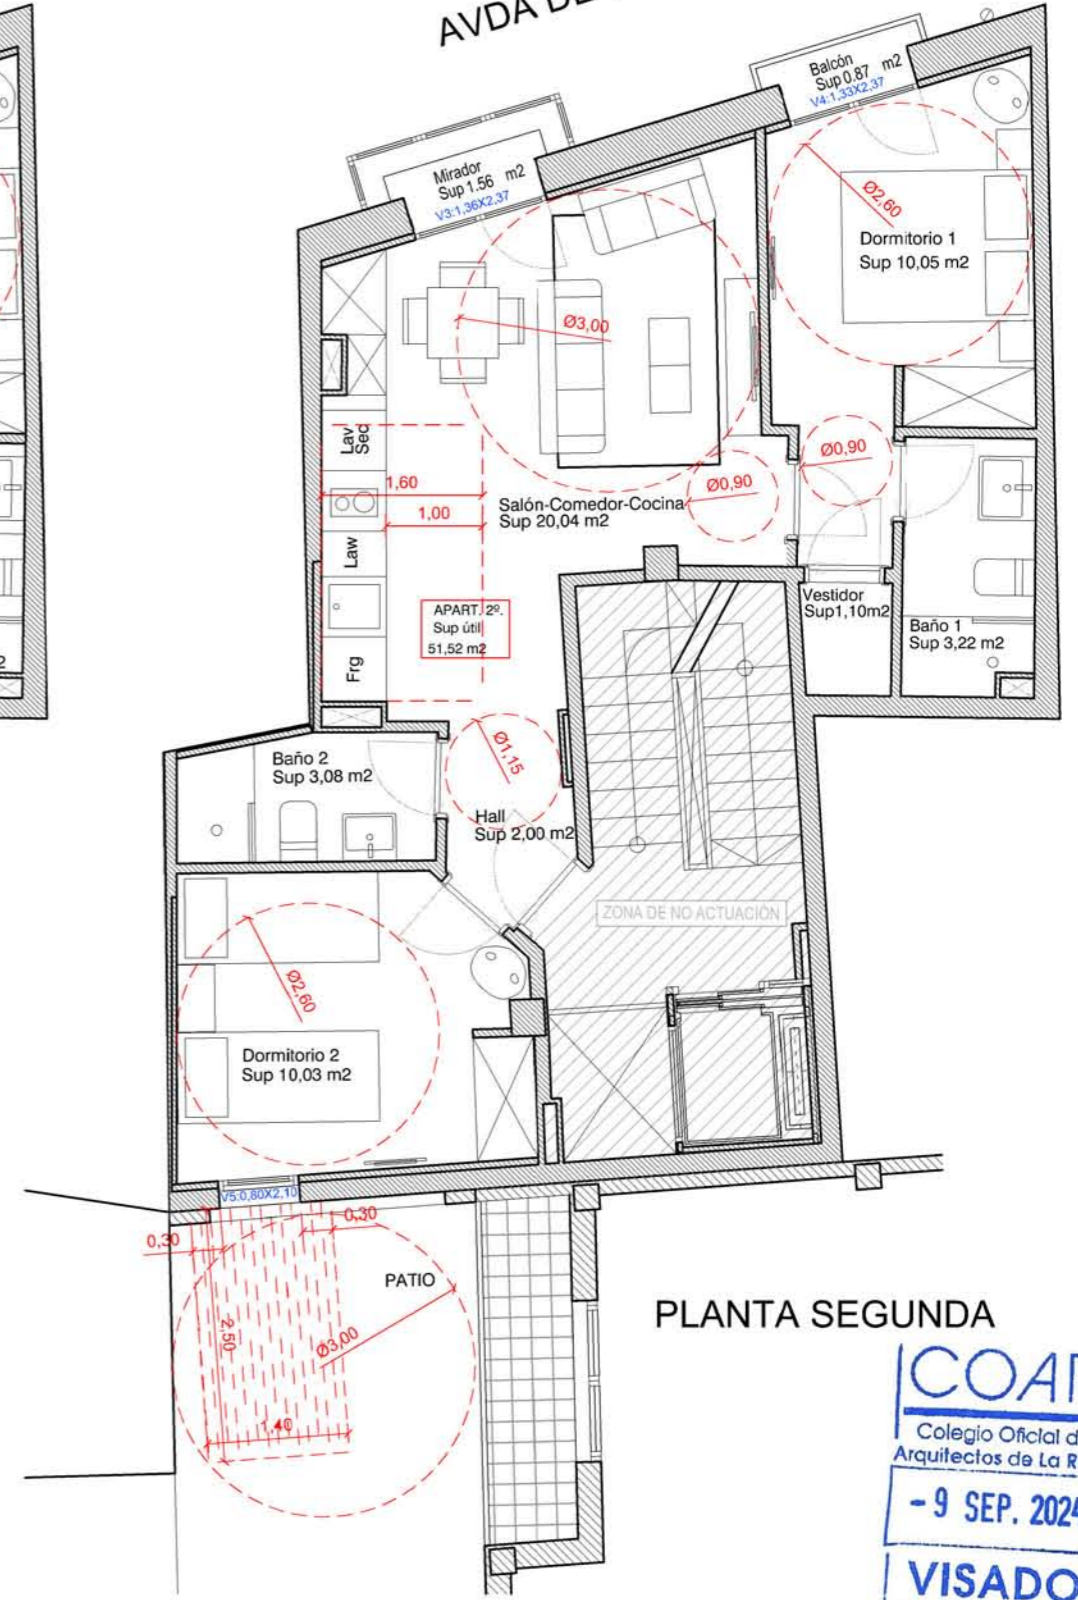 AVDA
Balcón
Sup 0.87 m2
V4:1,33X2,37
Mirador
Sup 1.56 m2
V3:1,36X2,37
Ø2,60
Dormitorio 1
Sup 10,05 m2
Ø3,00
Lav
Sec
1,60
1,00
Ø0,90
Ø0,90
Salón-Comedor-Cocina
Sup 20,04 m2
Law
APART. 2º.
Sup útil
51,52 m2
Frg
Vestidor
Sup1,10m2
Baño 1
Sup 3,22 m2
Baño 2
Sup 3,08 m2
Ø1,15
Hall
Sup 2,00 m2
ZONA DE NO ACTUACIÓN
Ø2,60
Dormitorio 2
Sup 10,03 m2
V5:0,80X2,10
0,30
0,30
PATIO
2,50
Ø3,00
1,40
PLANTA SEGUNDA
Colegio Oficial d
Arquitectos de La R
- 9 SEP. 2024
VISADO